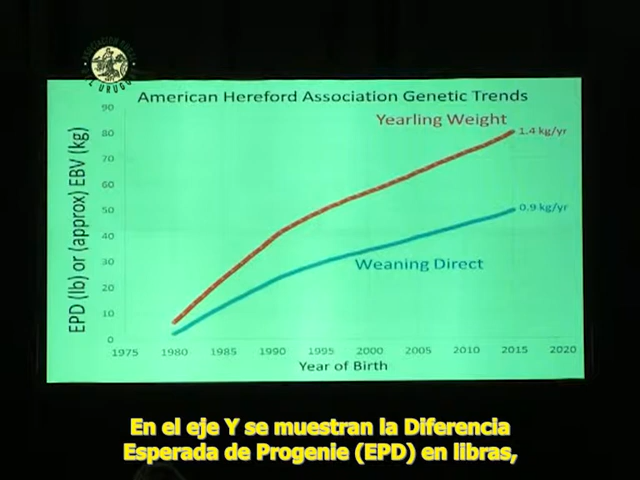 American Hereford Association Genetic Trends
Yearling Weight
1.4 kg/yr
0.9 kg/yr
Weaning Direct
EPD (lb) or (approx) EBV (kg)
90
80
70
60
50
40
30
20
10
0
1975 1980 1985 1990 1995 2000 2005 2010 2015 2020
Year of Birth
En el eje Y se muestran la Diferencia
Esperada de Progenie (EPD) en libras,